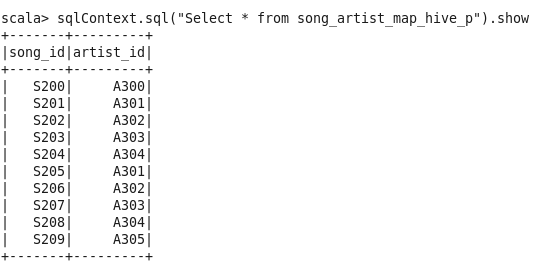 scala> sqlContext.sql("Select * from song_artist_map_hive_p").show
+-------+---------+
|song_id|artist_id|
+-------+---------+
|   S200|     A300|
|   S201|     A301|
|   S202|     A302|
|   S203|     A303|
|   S204|     A304|
|   S205|     A301|
|   S206|     A302|
|   S207|     A303|
|   S208|     A304|
|   S209|     A305|
+-------+---------+